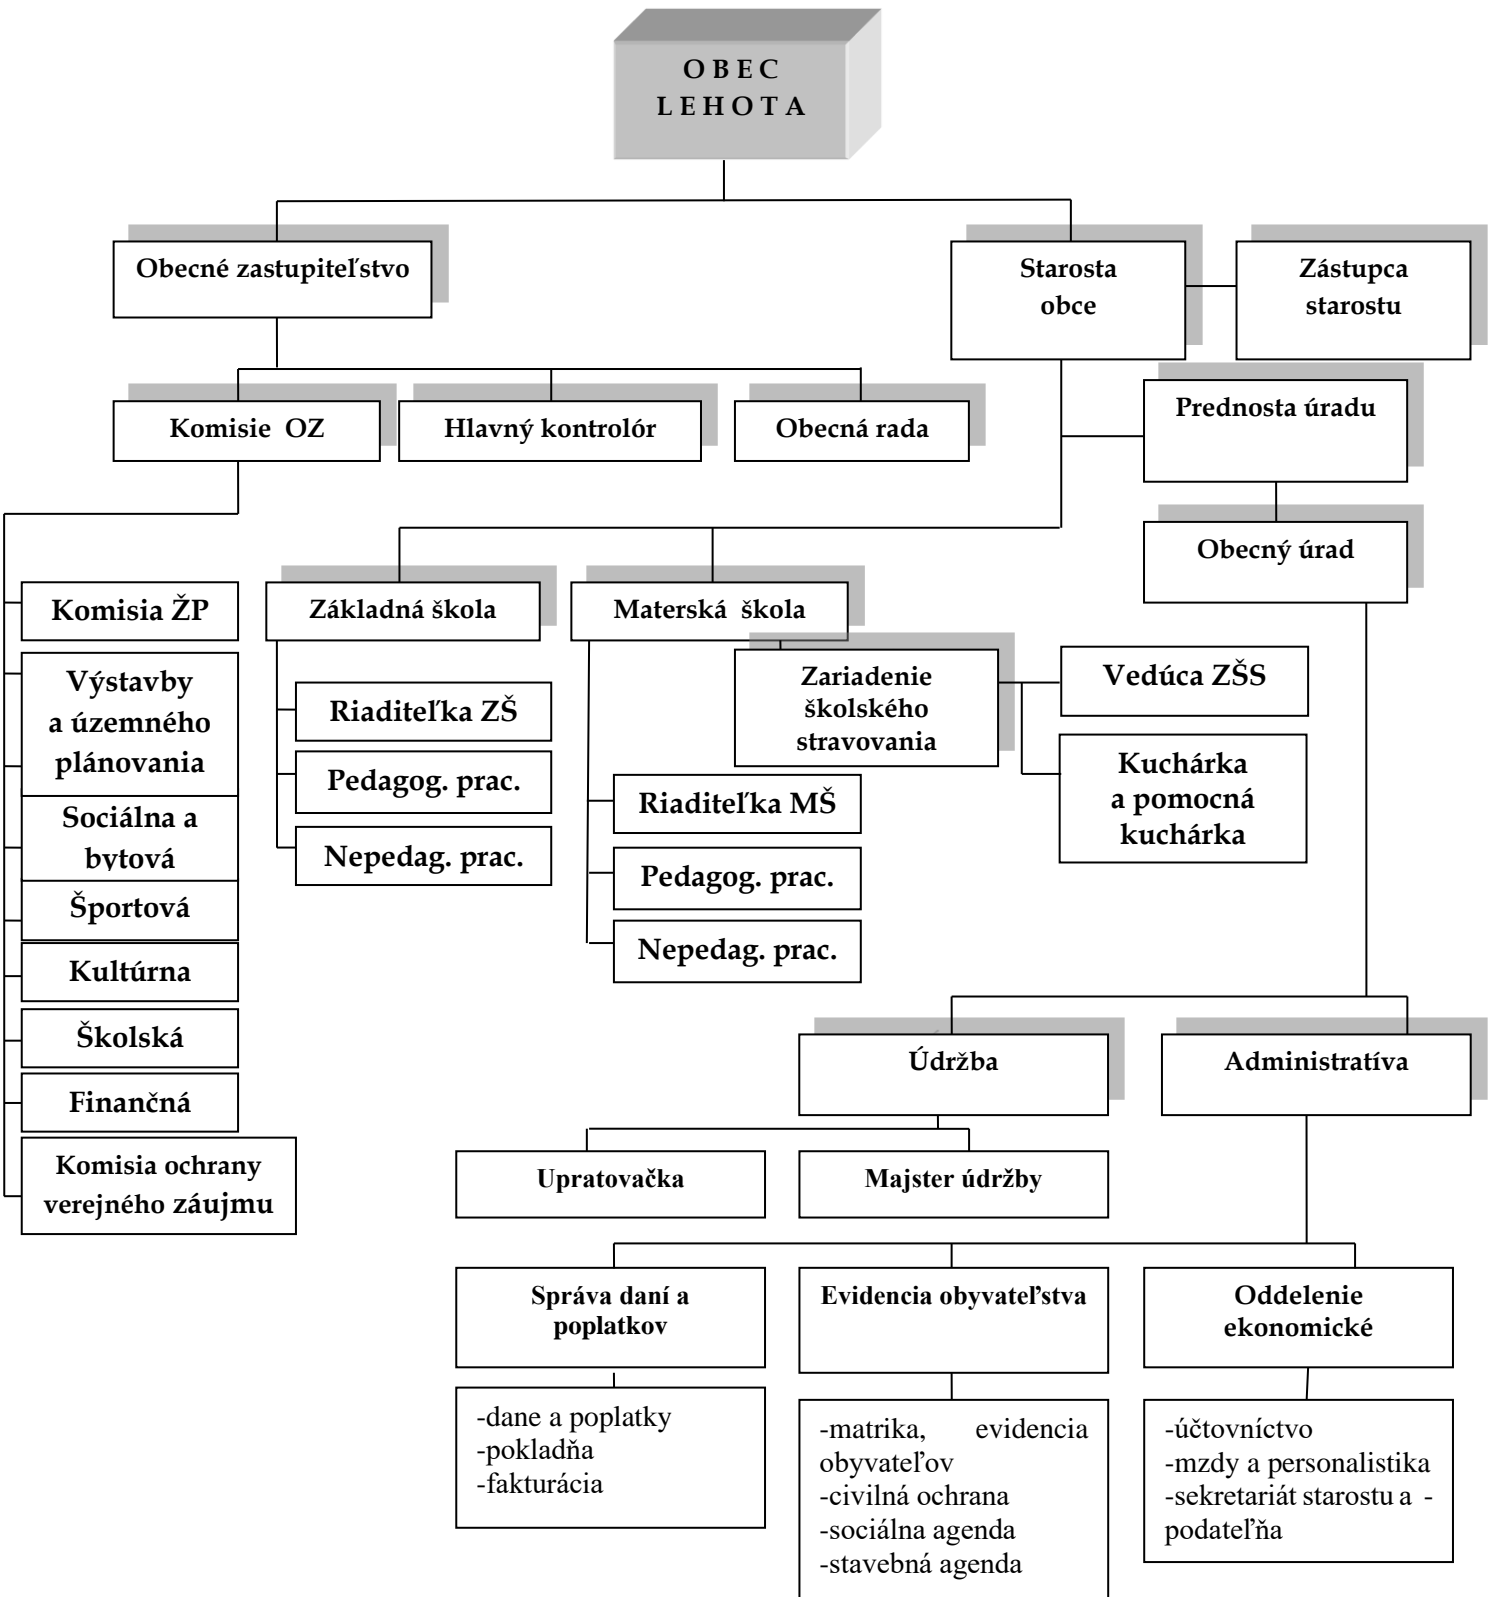 OBEC
LEHOTA
Obecné zastupiteľstvo
Starosta
obce
Zástupca
starostu
Prednosta úradu
Komisie OZ
Hlavný kontrolór
Obecná rada
Obecný úrad
Komisia ŽP
Výstavby
a územného
plánovania
Sociálna a
bytová
Športová
Kultúrna
Školská
Finančná
Komisia ochrany
verejného záujmu
Základná škola
Riaditeľka ZŠ
Pedagog. prac.
Nepedag. prac.
Materská škola
Zariadenie
školského
stravovania
Vedúca ZŠS
Kuchárka
a pomocná
kuchárka
Riaditeľka MŠ
Pedagog. prac.
Nepedag. prac.
Údržba
Administratíva
Upratovačka
Majster údržby
Správa daní a
poplatkov
Evidencia obyvateľstva
Oddelenie
ekonomické
-dane a poplatky
-pokladňa
-fakturácia
-matrika, evidencia
obyvateľov
-civilná ochrana
-sociálna agenda
-stavebná agenda
-účtovníctvo
-mzdy a personalistika
-sekretariát starostu a -
podateľňa